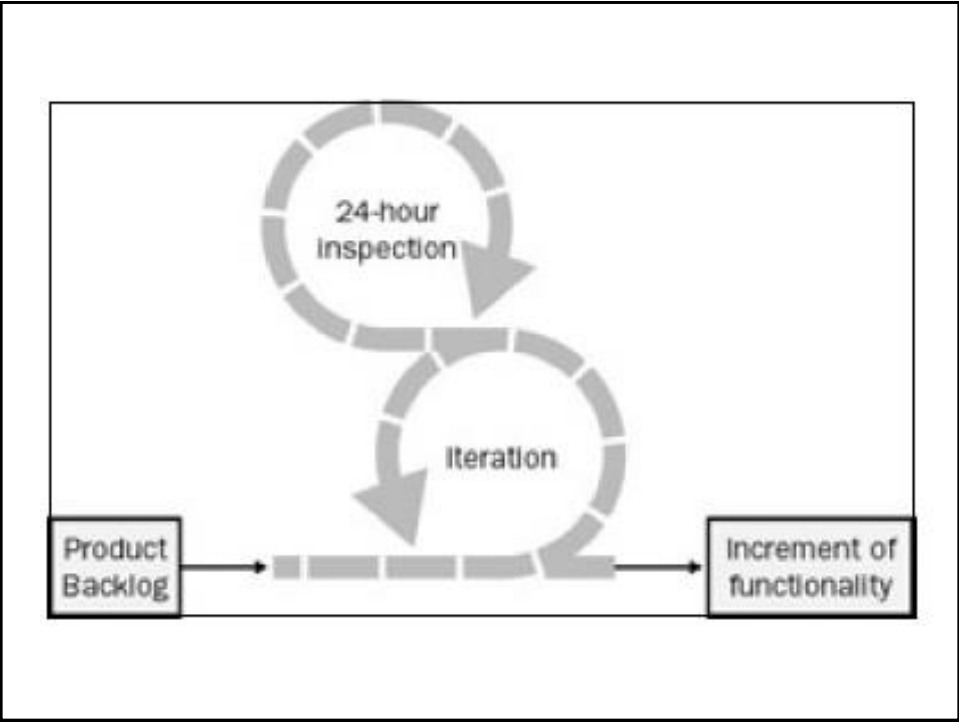 24-hour
inspection
Iteration
Product
Backlog
Increment of
functionality